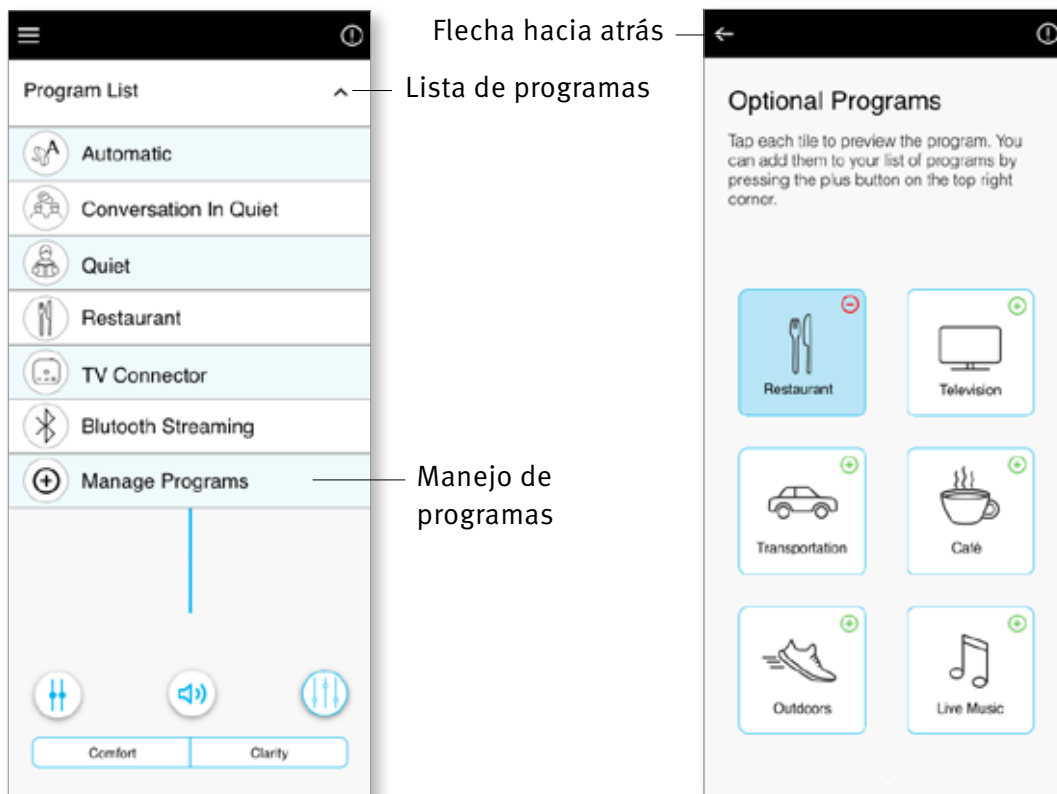 Program List
Automatic
Conversation In Quiet
Quiet
Restaurant
TV Connector
Blutooth Streaming
Manage Programs
Comfort
Clarity
Flecha hacia atrás
Lista de programas
Manejo de
programas
Optional Programs
Tap each tile to preview the program. You
can add them to your list of programs by
pressing the plus button on the top right
corner.
Restaurant
Television
Transportation
Café
Outdoors
Live Music